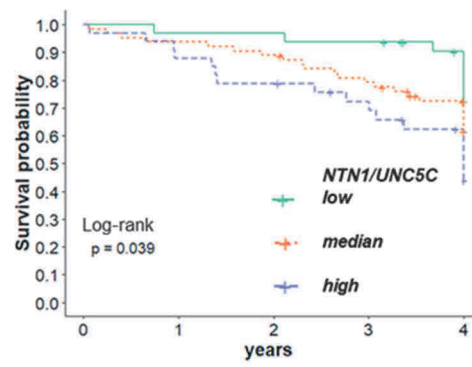 1.0
0.9
0.8
0.7
0.6
0.5
0.4
0.3
0.2
0.1
0.0
Survival probability
NTN1/UNC5C
low
median
high
Log-rank
p = 0.039
0 1 2 3 4
years